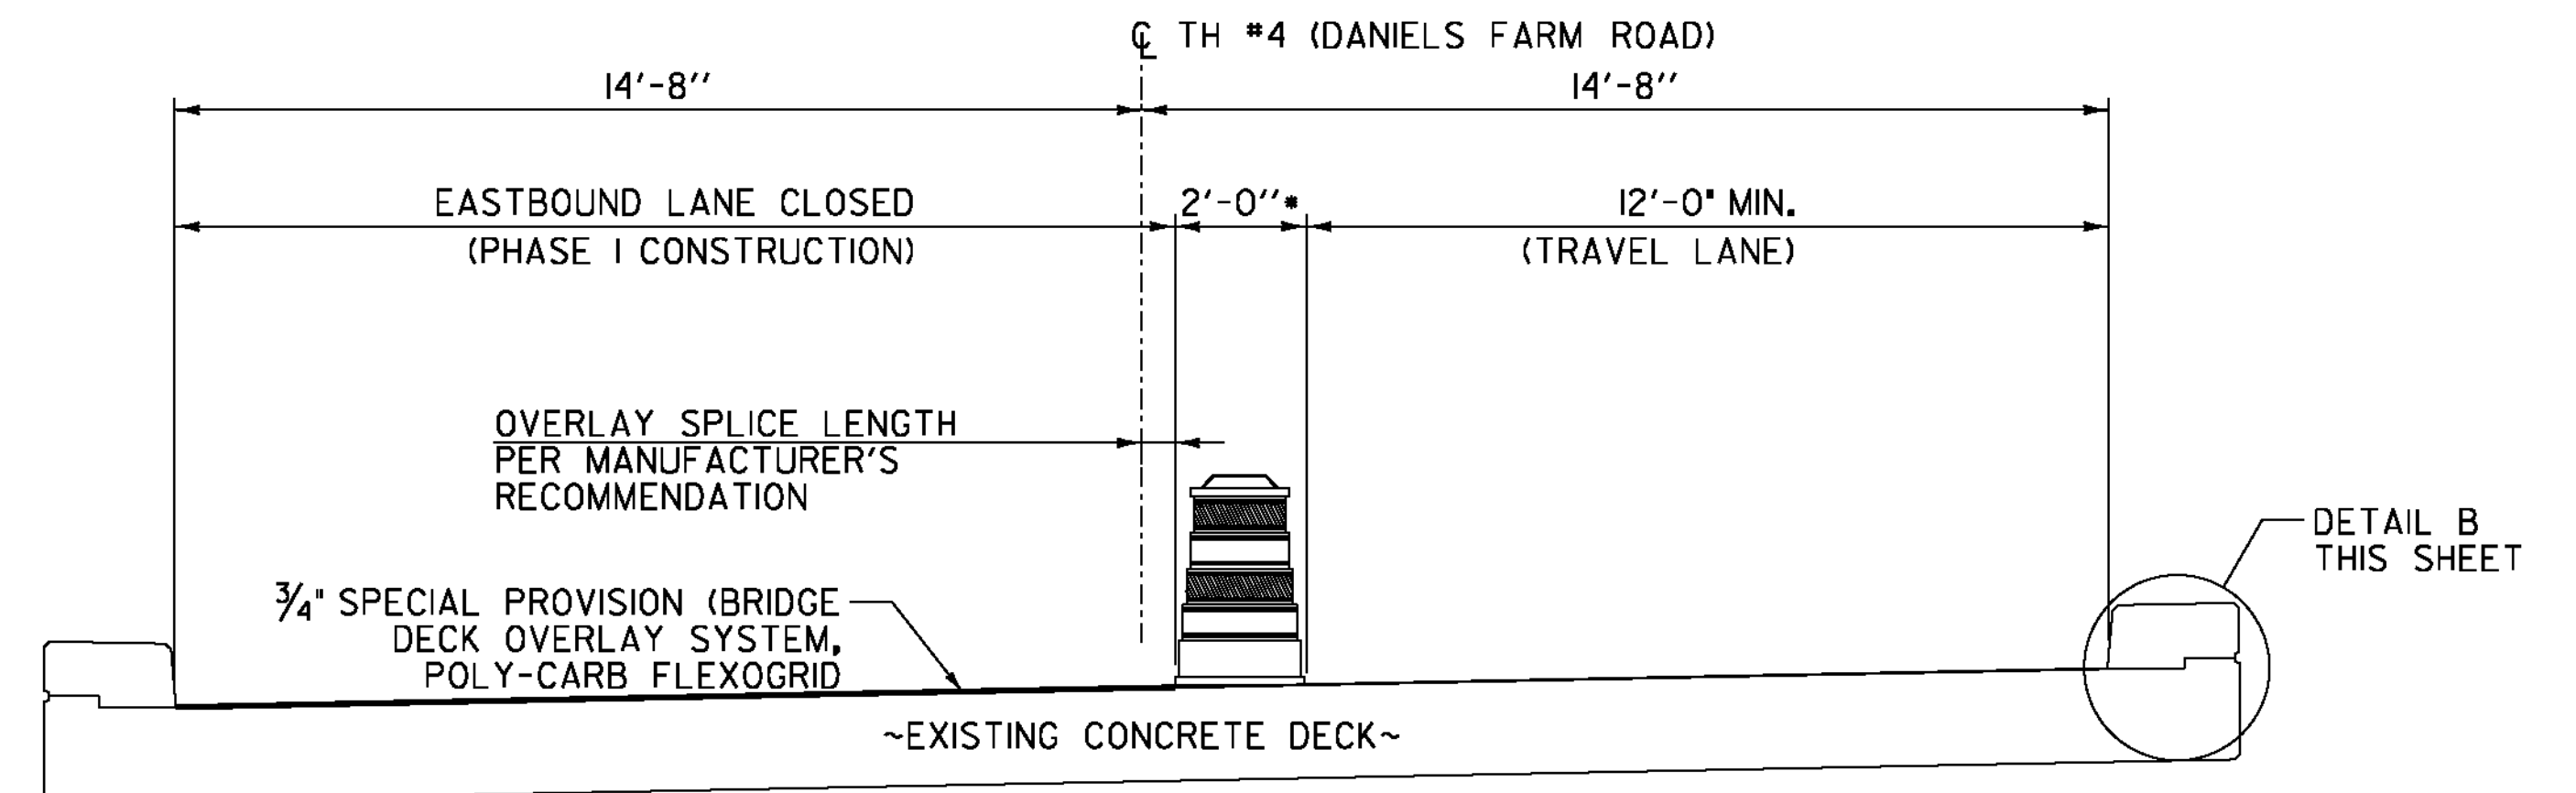 ℄ TH #4 (DANIELS FARM ROAD)
14'-8'' 14'-8''
EASTBOUND LANE CLOSED 2'-0''* 12'-0" MIN.
(PHASE 1 CONSTRUCTION) (TRAVEL LANE)
OVERLAY SPLICE LENGTH
PER MANUFACTURER'S
RECOMMENDATION
DETAIL B
THIS SHEET
3/4" SPECIAL PROVISION (BRIDGE
DECK OVERLAY SYSTEM,
POLY-CARB FLEXOGRID
~EXISTING CONCRETE DECK~